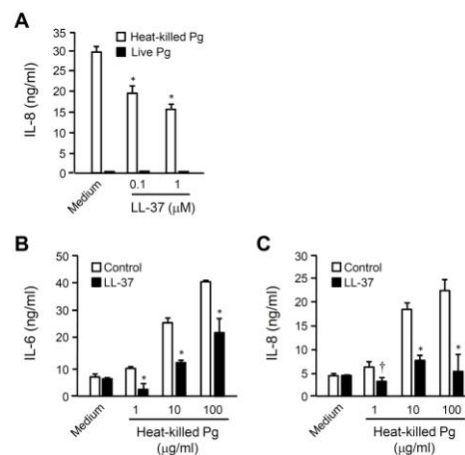 A
Heat-killed Pg
Live Pg
IL-8 (ng/ml)
35
30
25
20
15
10
5
0
* *
Medium 0.1 1
LL-37 (μM)
B
Control
LL-37
IL-6 (ng/ml)
50
40
30
20
10
0
* * *
Medium 1 10 100
Heat-killed Pg
(μg/ml)
C
Control
LL-37
IL-8 (ng/ml)
30
25
20
15
10
5
0
† * *
Medium 1 10 100
Heat-killed Pg
(μg/ml)